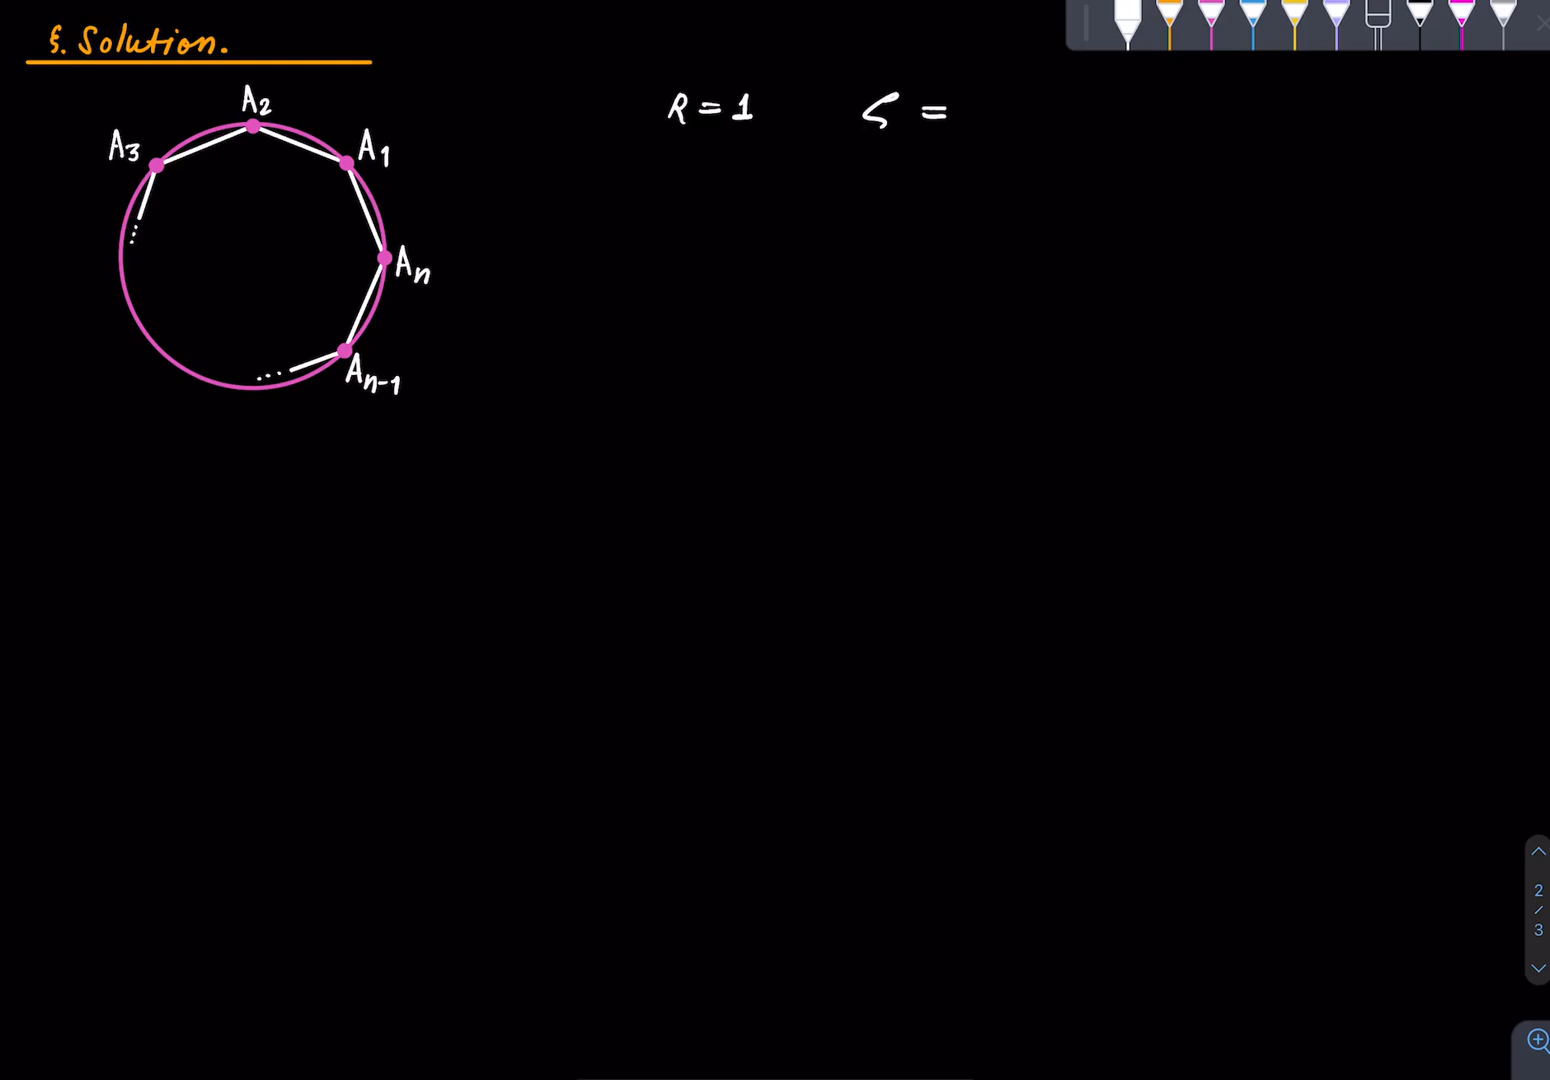 §. Solution.
A₂
R = 1 ζ =
A₃
A₁
...
Aₙ
... Aₙ₋₁
2
/
3